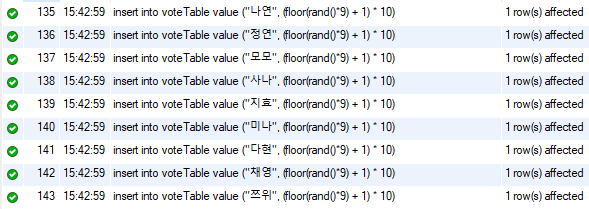 135 15:42:59 insert into voteTable value ("나연", (floor(rand()*9) + 1) * 10) 1 row(s) affected
136 15:42:59 insert into voteTable value ("정연", (floor(rand()*9) + 1) * 10) 1 row(s) affected
137 15:42:59 insert into voteTable value ("모모", (floor(rand()*9) + 1) * 10) 1 row(s) affected
138 15:42:59 insert into voteTable value ("사나", (floor(rand()*9) + 1) * 10) 1 row(s) affected
139 15:42:59 insert into voteTable value ("지효", (floor(rand()*9) + 1) * 10) 1 row(s) affected
140 15:42:59 insert into voteTable value ("미나", (floor(rand()*9) + 1) * 10) 1 row(s) affected
141 15:42:59 insert into voteTable value ("다현", (floor(rand()*9) + 1) * 10) 1 row(s) affected
142 15:42:59 insert into voteTable value ("채영", (floor(rand()*9) + 1) * 10) 1 row(s) affected
143 15:42:59 insert into voteTable value ("쯔위", (floor(rand()*9) + 1) * 10) 1 row(s) affected